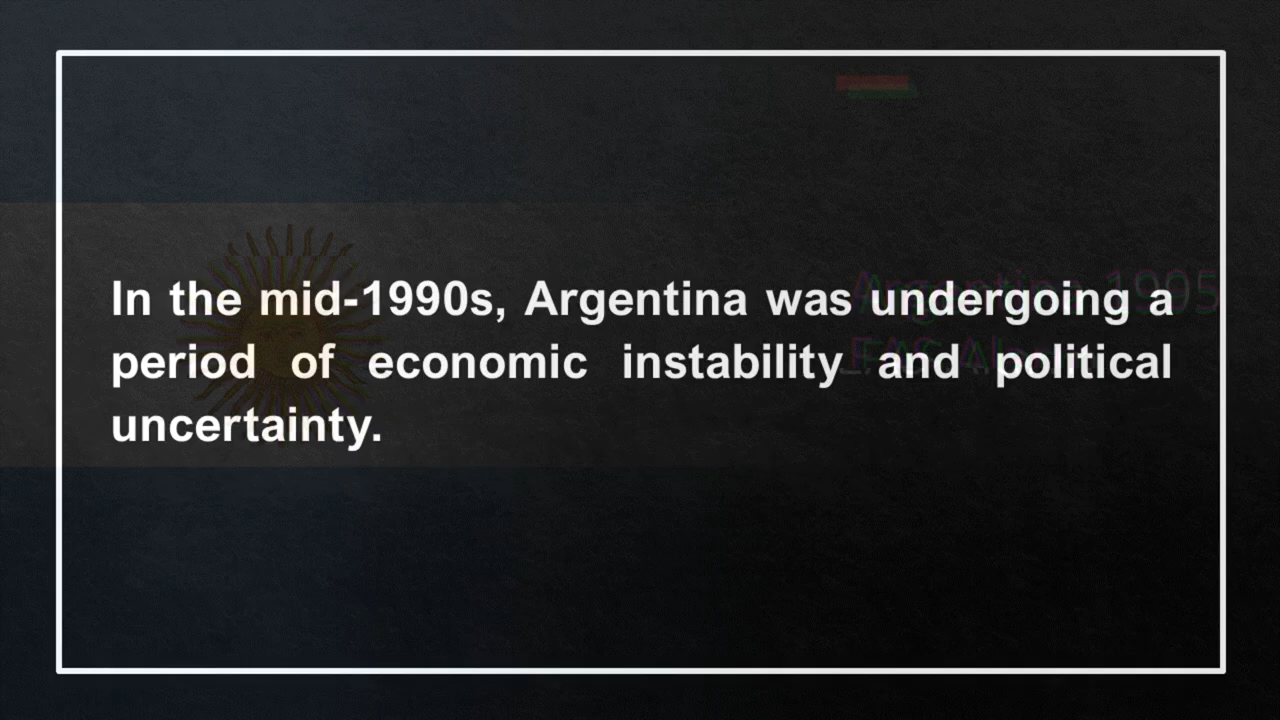 In the mid-1990s, Argentina was undergoing a
period of economic instability and political
uncertainty.